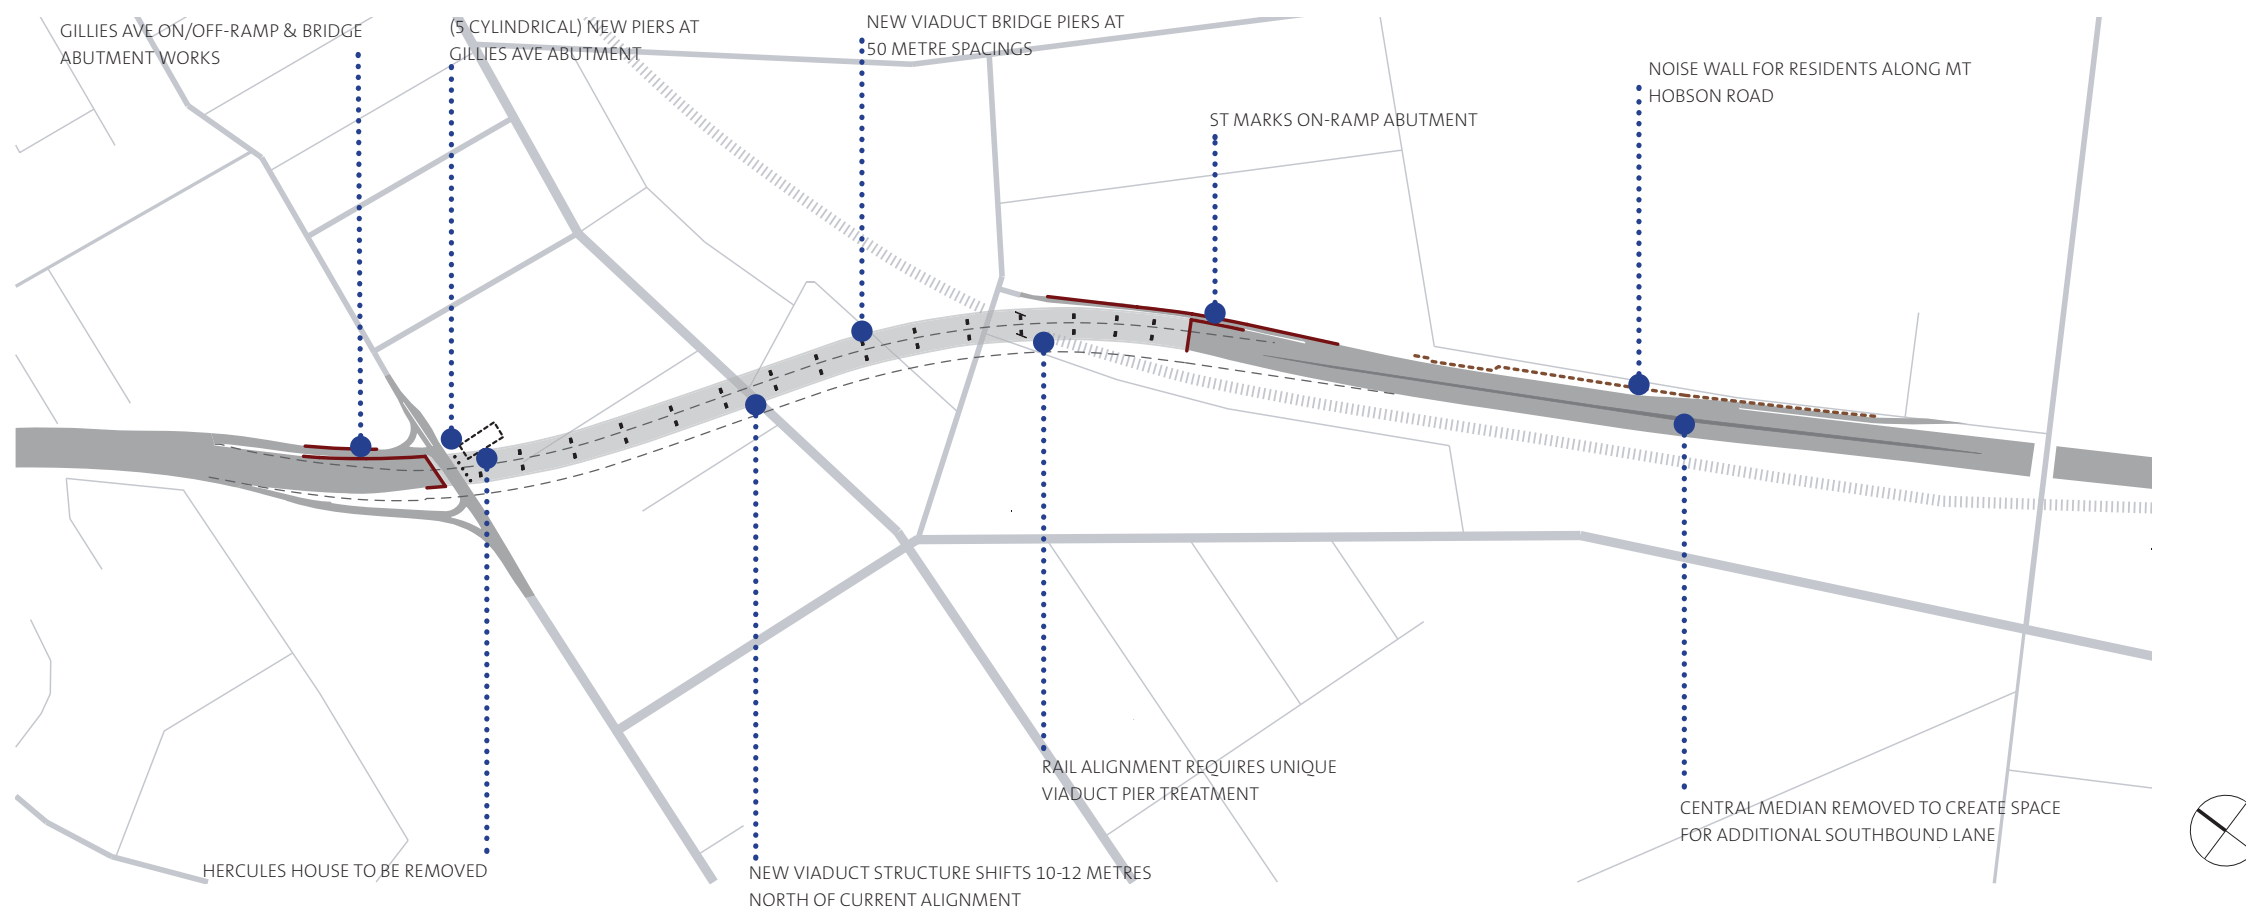 GILLIES AVE ON/OFF-RAMP & BRIDGE
ABUTMENT WORKS
(5 CYLINDRICAL) NEW PIERS AT
GILLIES AVE ABUTMENT
NEW VIADUCT BRIDGE PIERS AT
50 METRE SPACINGS
ST MARKS ON-RAMP ABUTMENT
NOISE WALL FOR RESIDENTS ALONG MT
HOBSON ROAD
HERCULES HOUSE TO BE REMOVED
NEW VIADUCT STRUCTURE SHIFTS 10-12 METRES
NORTH OF CURRENT ALIGNMENT
RAIL ALIGNMENT REQUIRES UNIQUE
VIADUCT PIER TREATMENT
CENTRAL MEDIAN REMOVED TO CREATE SPACE
FOR ADDITIONAL SOUTHBOUND LANE